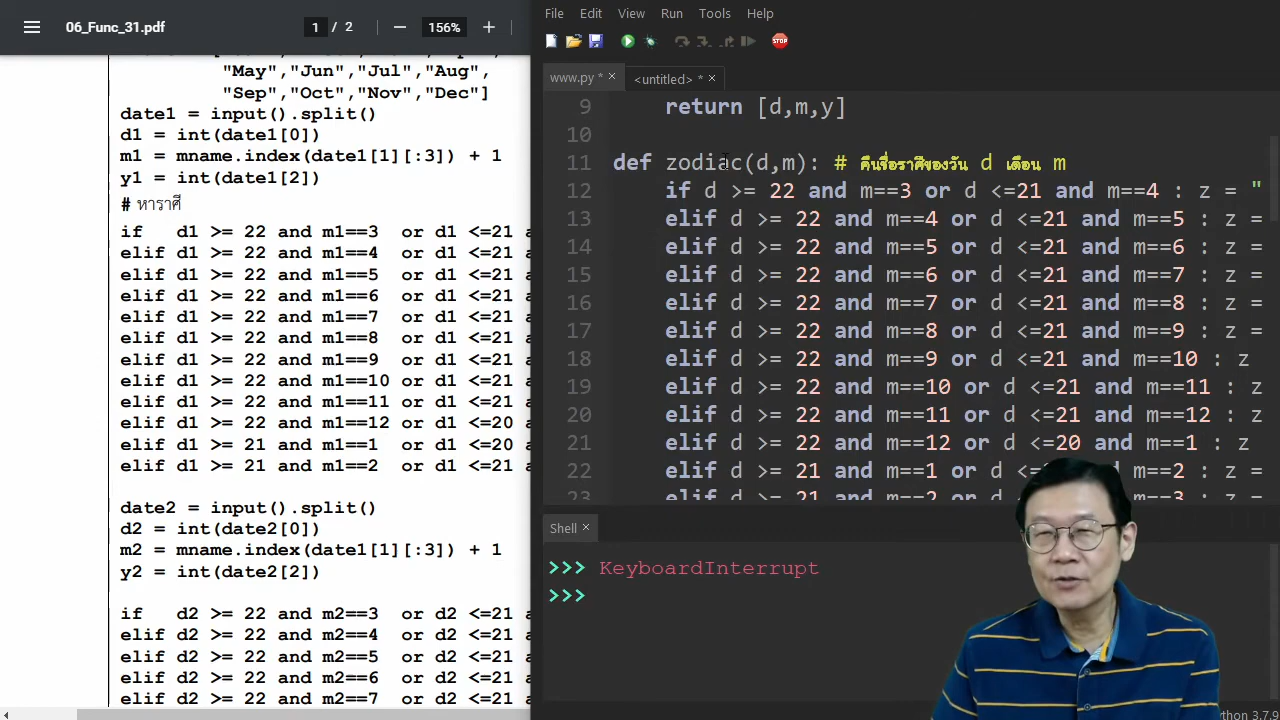 06_Func_31.pdf
1 / 2
156%
"May","Jun","Jul","Aug",
"Sep","Oct","Nov","Dec"]
date1 = input().split()
d1 = int(date1[0])
m1 = mname.index(date1[1][:3]) + 1
y1 = int(date1[2])
# หาราศี
if d1 >= 22 and m1==3 or d1 <=21 a
elif d1 >= 22 and m1==4 or d1 <=21 a
elif d1 >= 22 and m1==5 or d1 <=21 a
elif d1 >= 22 and m1==6 or d1 <=21 a
elif d1 >= 22 and m1==7 or d1 <=21 a
elif d1 >= 22 and m1==8 or d1 <=21 a
elif d1 >= 22 and m1==9 or d1 <=21 a
elif d1 >= 22 and m1==10 or d1 <=21 a
elif d1 >= 22 and m1==11 or d1 <=21 a
elif d1 >= 22 and m1==12 or d1 <=20 a
elif d1 >= 21 and m1==1 or d1 <=20 a
elif d1 >= 21 and m1==2 or d1 <=21 a
date2 = input().split()
d2 = int(date2[0])
m2 = mname.index(date1[1][:3]) + 1
y2 = int(date2[2])
if d2 >= 22 and m2==3 or d2 <=21 a
elif d2 >= 22 and m2==4 or d2 <=21 a
elif d2 >= 22 and m2==5 or d2 <=21 a
elif d2 >= 22 and m2==6 or d2 <=21 a
elif d2 >= 22 and m2==7 or d2 <=21 a
File Edit View Run Tools Help
STOP
www.py * ×
<untitled> * ×
9 return [d,m,y]
10
11 def zodiac(d,m): # คืนชื่อราศีของวัน d เดือน m
12 if d >= 22 and m==3 or d <=21 and m==4 : z = "
13 elif d >= 22 and m==4 or d <=21 and m==5 : z =
14 elif d >= 22 and m==5 or d <=21 and m==6 : z =
15 elif d >= 22 and m==6 or d <=21 and m==7 : z =
16 elif d >= 22 and m==7 or d <=21 and m==8 : z =
17 elif d >= 22 and m==8 or d <=21 and m==9 : z =
18 elif d >= 22 and m==9 or d <=21 and m==10 : z
19 elif d >= 22 and m==10 or d <=21 and m==11 : z
20 elif d >= 22 and m==11 or d <=21 and m==12 : z
21 elif d >= 22 and m==12 or d <=20 and m==1 : z
22 elif d >= 21 and m==1 or d <= and m==2 : z =
23 elif d >= 21 and m==2 or d and m==3 : z =
Shell ×
>>> KeyboardInterrupt
>>>
thon 3.7.9